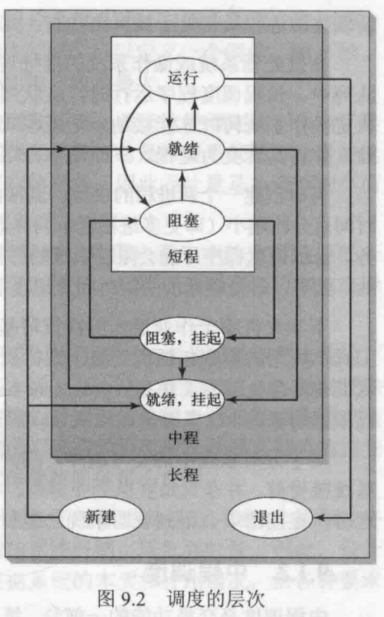 运行
就绪
阻塞
短程
阻塞，挂起
就绪，挂起
中程
长程
新建
退出
图 9.2 调度的层次